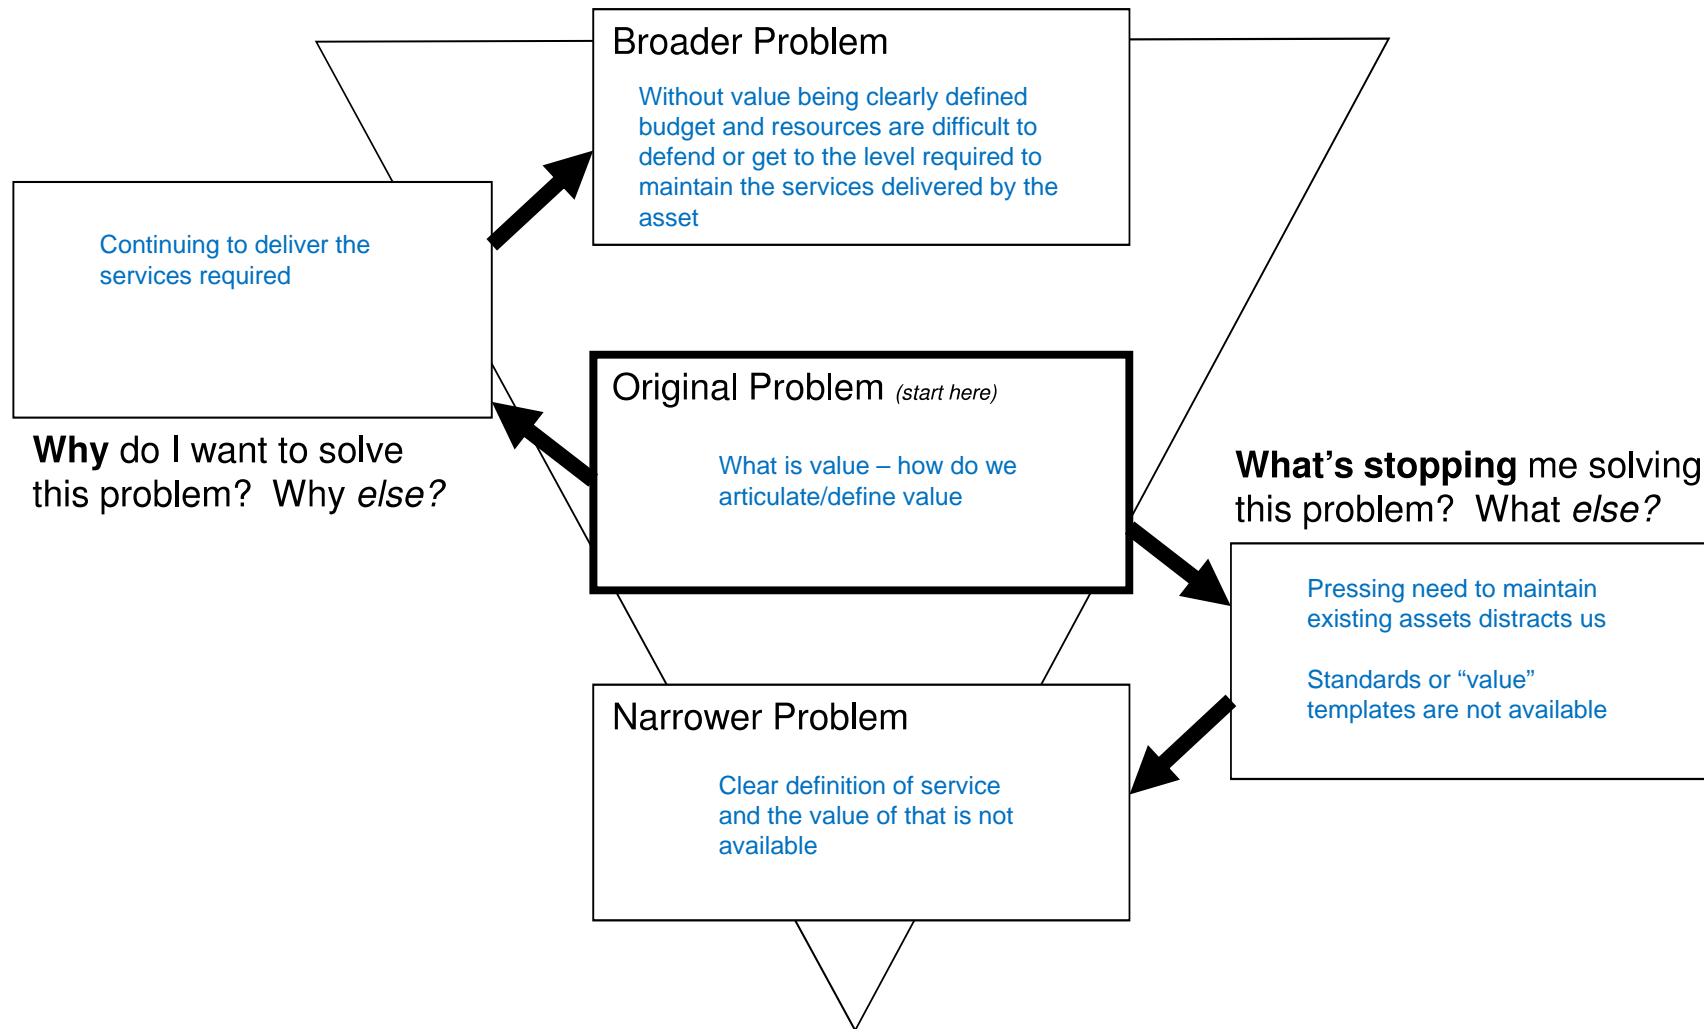 Broader Problem
Without value being clearly defined
budget and resources are difficult to
defend or get to the level required to
maintain the services delivered by the
asset
Continuing to deliver the
services required
Why do I want to solve
this problem?  Why else?
Original Problem (start here)
What is value – how do we
articulate/define value
What’s stopping me solving
this problem?  What else?
Pressing need to maintain
existing assets distracts us
Standards or “value”
templates are not available
Narrower Problem
Clear definition of service
and the value of that is not
available